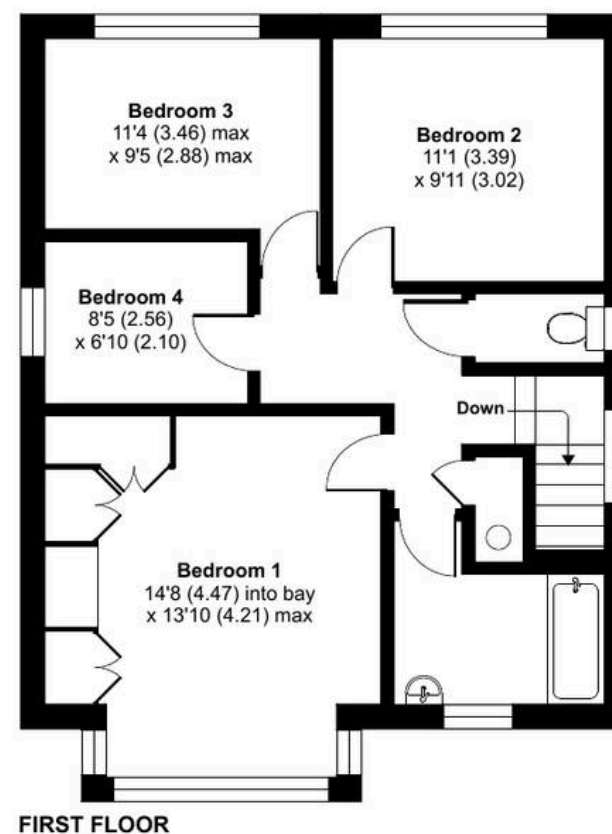 Bedroom 3
11'4 (3.46) max
x 9'5 (2.88) max
Bedroom 2
11'1 (3.39)
x 9'11 (3.02)
Bedroom 4
8'5 (2.56)
x 6'10 (2.10)
Down
Bedroom 1
14'8 (4.47) into bay
x 13'10 (4.21) max
FIRST FLOOR